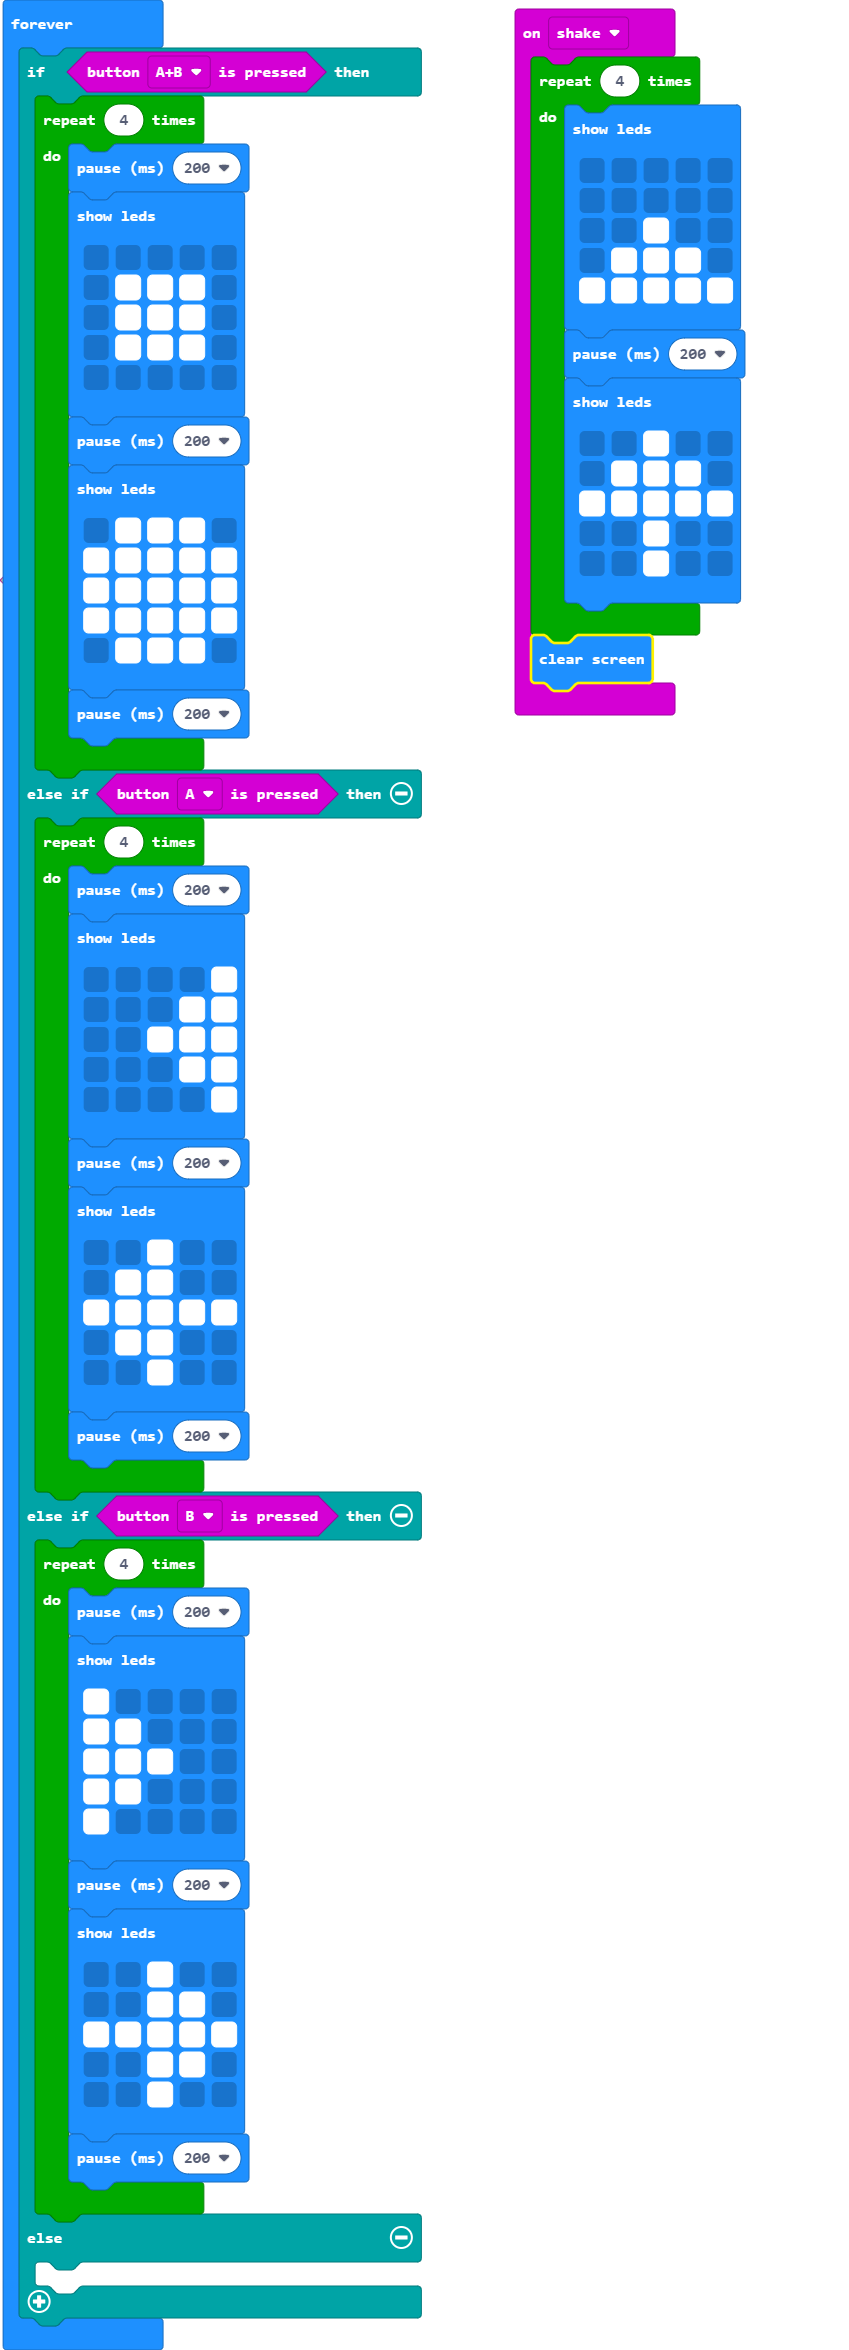 forever
if button A+B is pressed then
repeat 4 times
do
pause (ms) 200
show leds
pause (ms) 200
show leds
pause (ms) 200
else if button A is pressed then
repeat 4 times
do
pause (ms) 200
show leds
pause (ms) 200
show leds
pause (ms) 200
else if button B is pressed then
repeat 4 times
do
pause (ms) 200
show leds
pause (ms) 200
show leds
pause (ms) 200
else
on shake
repeat 4 times
do
show leds
pause (ms) 200
show leds
clear screen